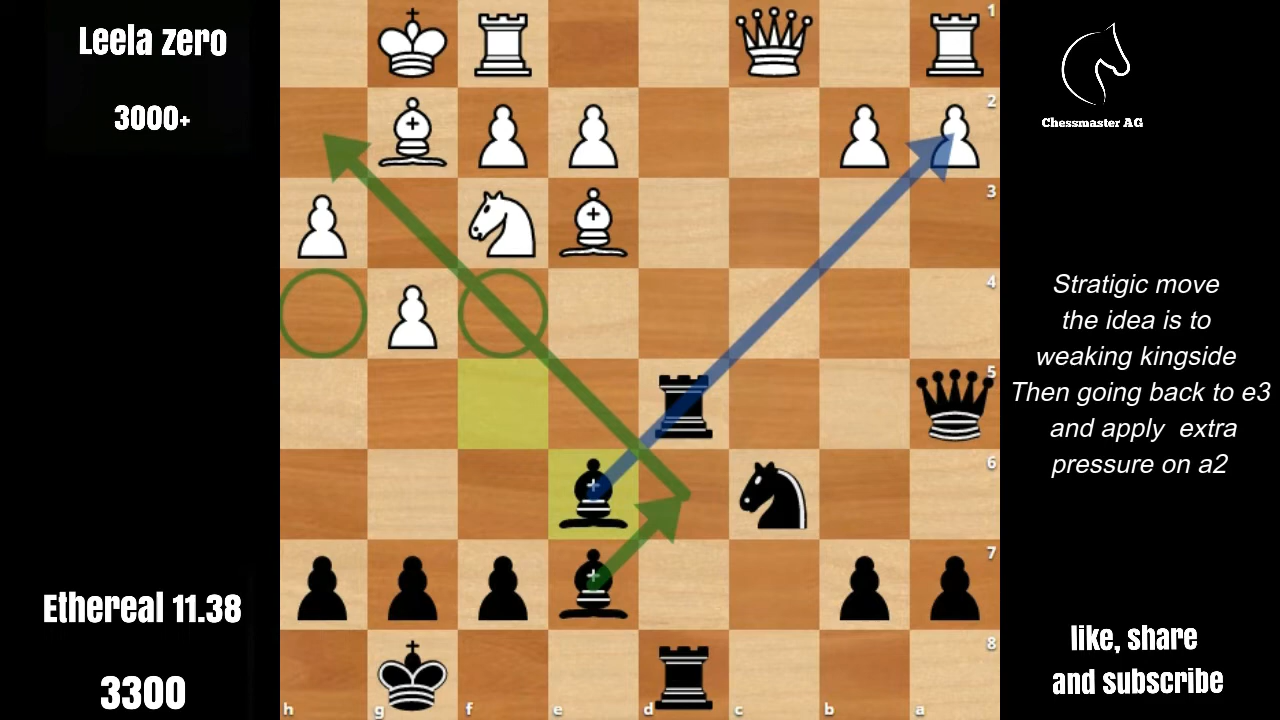 Leela zero
3000+
Ethereal 11.38
3300
1
2
3
4
5
6
7
8
h
g
f
e
d
c
b
a
Chessmaster AG
Stratigic move
the idea is to
weaking kingside
Then going back to e3
and apply extra
pressure on a2
like, share
and subscribe